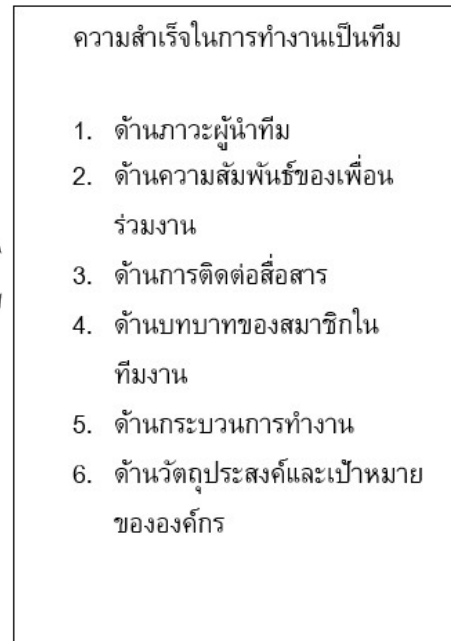 ความสำเร็จในการทำงานเป็นทีม
1. ด้านภาวะผู้นำทีม
2. ด้านความสัมพันธ์ของเพื่อน
ร่วมงาน
3. ด้านการติดต่อสื่อสาร
4. ด้านบทบาทของสมาชิกใน
ทีมงาน
5. ด้านกระบวนการทำงาน
6. ด้านวัตถุประสงค์และเป้าหมาย
ขององค์กร